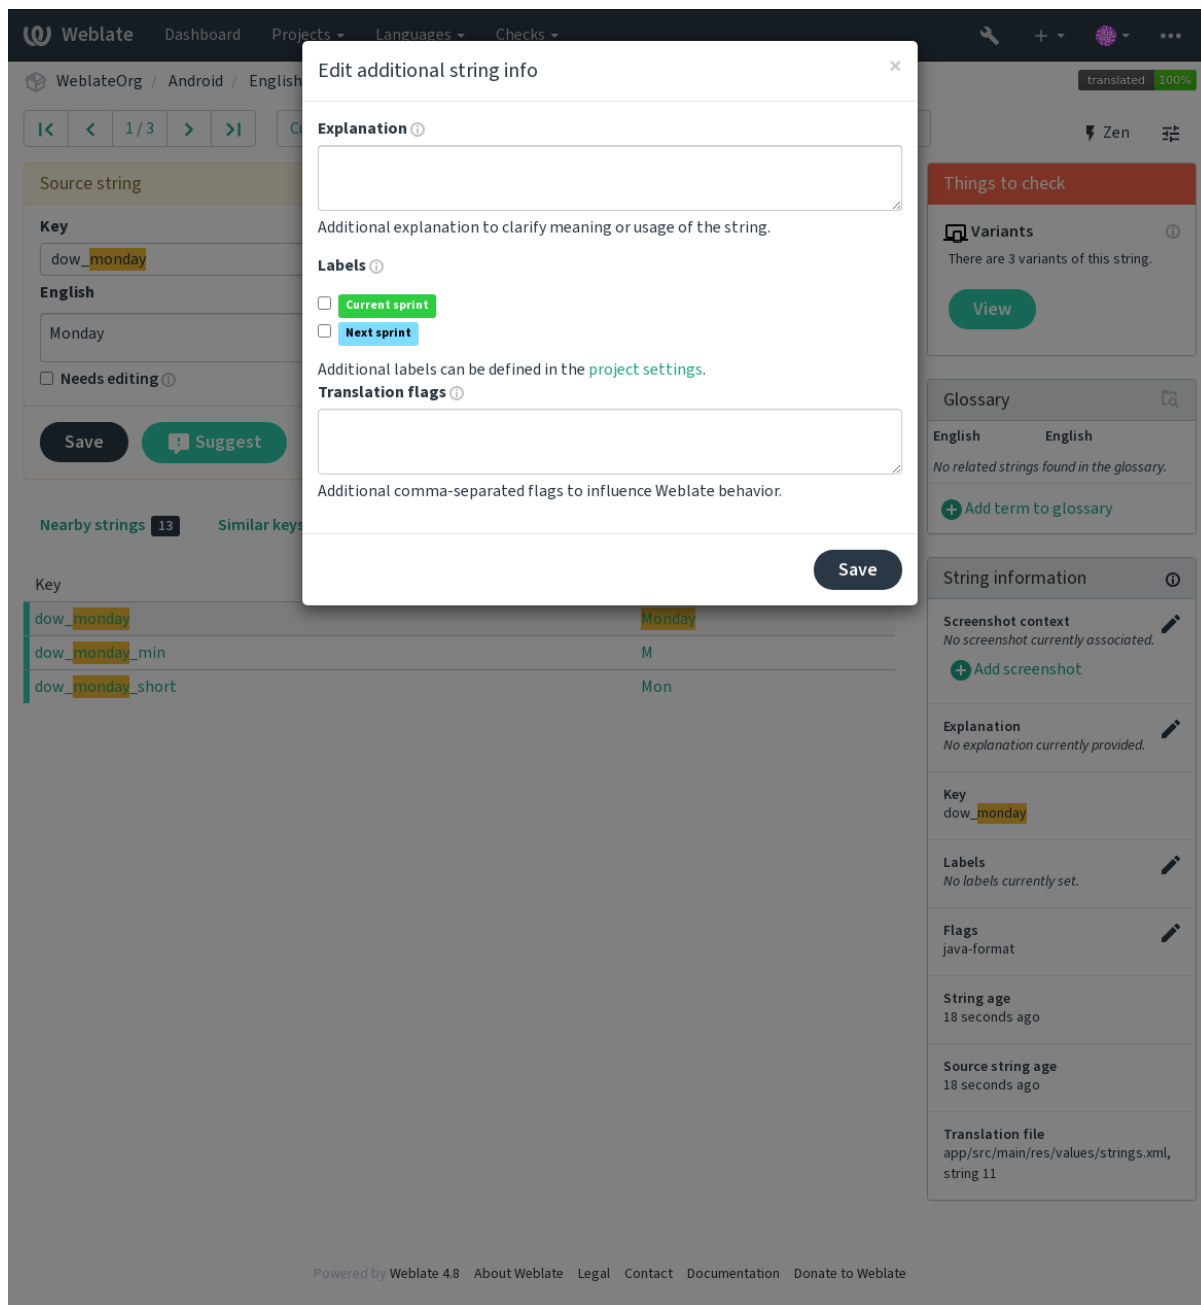 Weblate Dashboard Projects Languages Checks
WeblateOrg / Android / English
translated 100%
1 / 3
Zen
Edit additional string info
×
Explanation
Additional explanation to clarify meaning or usage of the string.
Labels
Current sprint
Next sprint
Additional labels can be defined in the project settings.
Translation flags
Additional comma-separated flags to influence Weblate behavior.
Save
Source string
Key
dow_monday
English
Monday
Needs editing
Save Suggest
Nearby strings 13 Similar keys
Key
dow_monday Monday
dow_monday_min M
dow_monday_short Mon
Things to check
Variants
There are 3 variants of this string.
View
Glossary
English English
No related strings found in the glossary.
Add term to glossary
String information
Screenshot context
No screenshot currently associated.
Add screenshot
Explanation
No explanation currently provided.
Key
dow_monday
Labels
No labels currently set.
Flags
java-format
String age
18 seconds ago
Source string age
18 seconds ago
Translation file
app/src/main/res/values/strings.xml,
string 11
Powered by Weblate 4.8 About Weblate Legal Contact Documentation Donate to Weblate